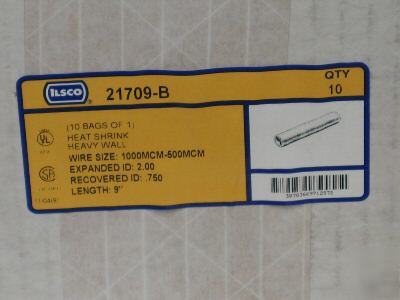 ILSCO
21709-B
QTY
10
(10 BAGS OF 1)
HEAT SHRINK
HEAVY WALL
WIRE SIZE: 1000MCM-500MCM
EXPANDED ID: 2.00
RECOVERED ID: .750
LENGTH: 9"
UL